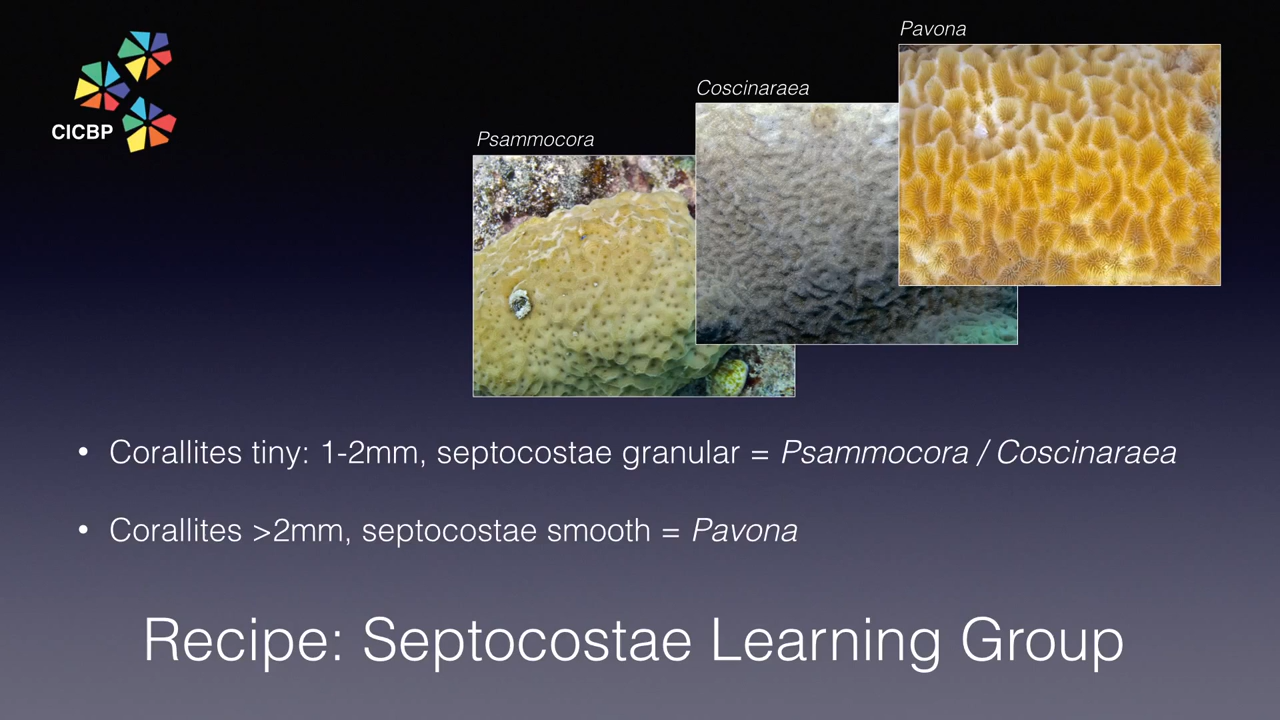 Pavona
Coscinaraea
Psammocora
CICBP
• Corallites tiny: 1-2mm, septocostae granular = Psammocora / Coscinaraea
• Corallites >2mm, septocostae smooth = Pavona
Recipe: Septocostae Learning Group